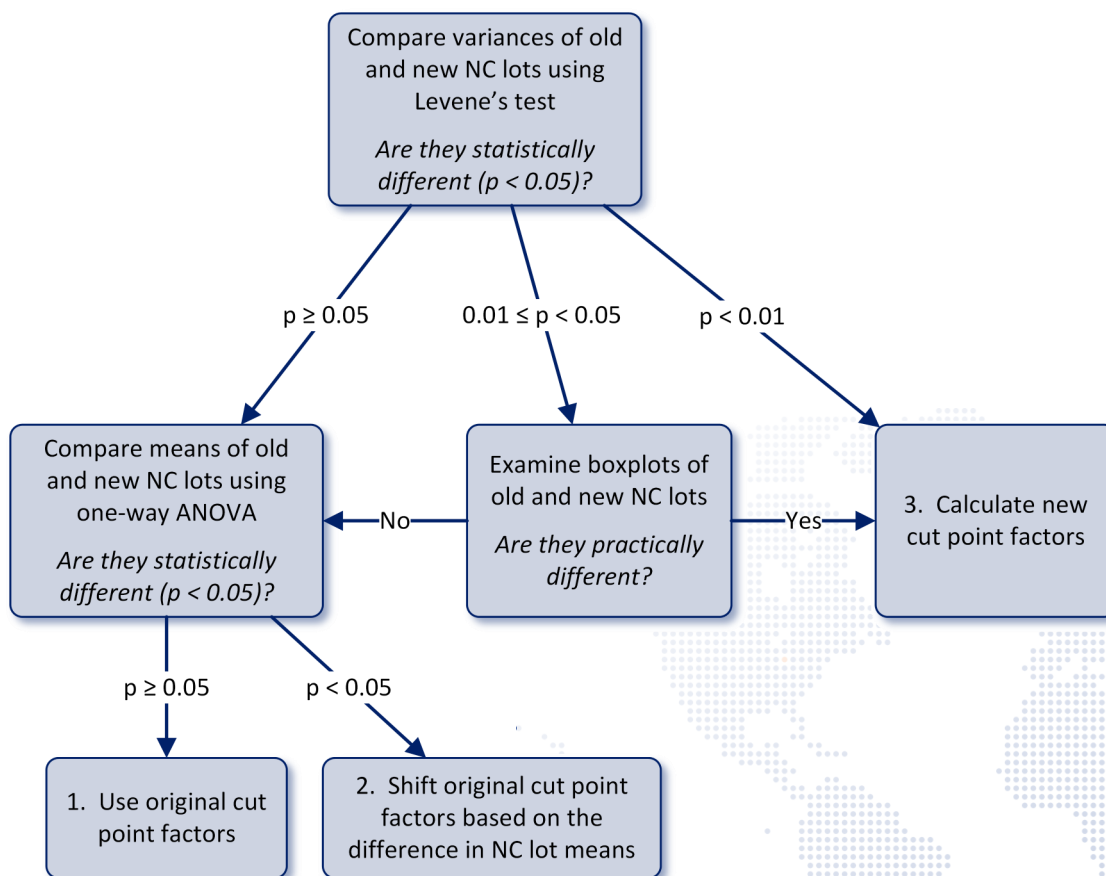 Compare variances of old
and new NC lots using
Levene’s test
Are they statistically
different (p < 0.05)?
p ≥ 0.05
0.01 ≤ p < 0.05
p < 0.01
Compare means of old
and new NC lots using
one-way ANOVA
Are they statistically
different (p < 0.05)?
No
Examine boxplots of
old and new NC lots
Are they practically
different?
Yes
3. Calculate new
cut point factors
p ≥ 0.05
p < 0.05
1. Use original cut
point factors
2. Shift original cut point
factors based on the
difference in NC lot means